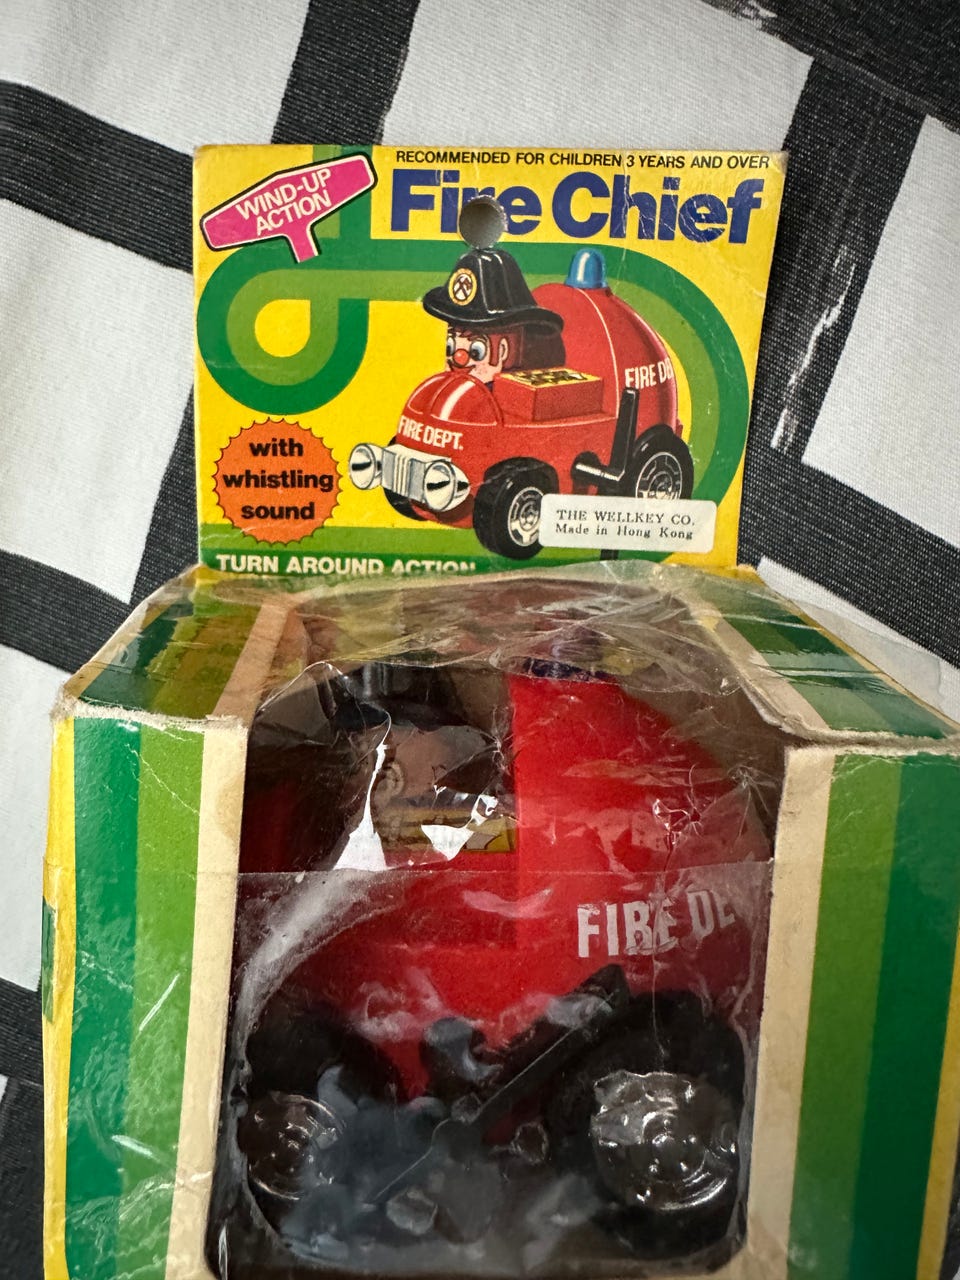 RECOMMENDED FOR CHILDREN 3 YEARS AND OVER
WIND-UP
ACTION
Fire Chief
FIRE DE
FIRE DEPT.
with
whistling
sound
THE WELLKEY CO.
Made in Hong Kong
TURN AROUND ACTION
FIRE DE